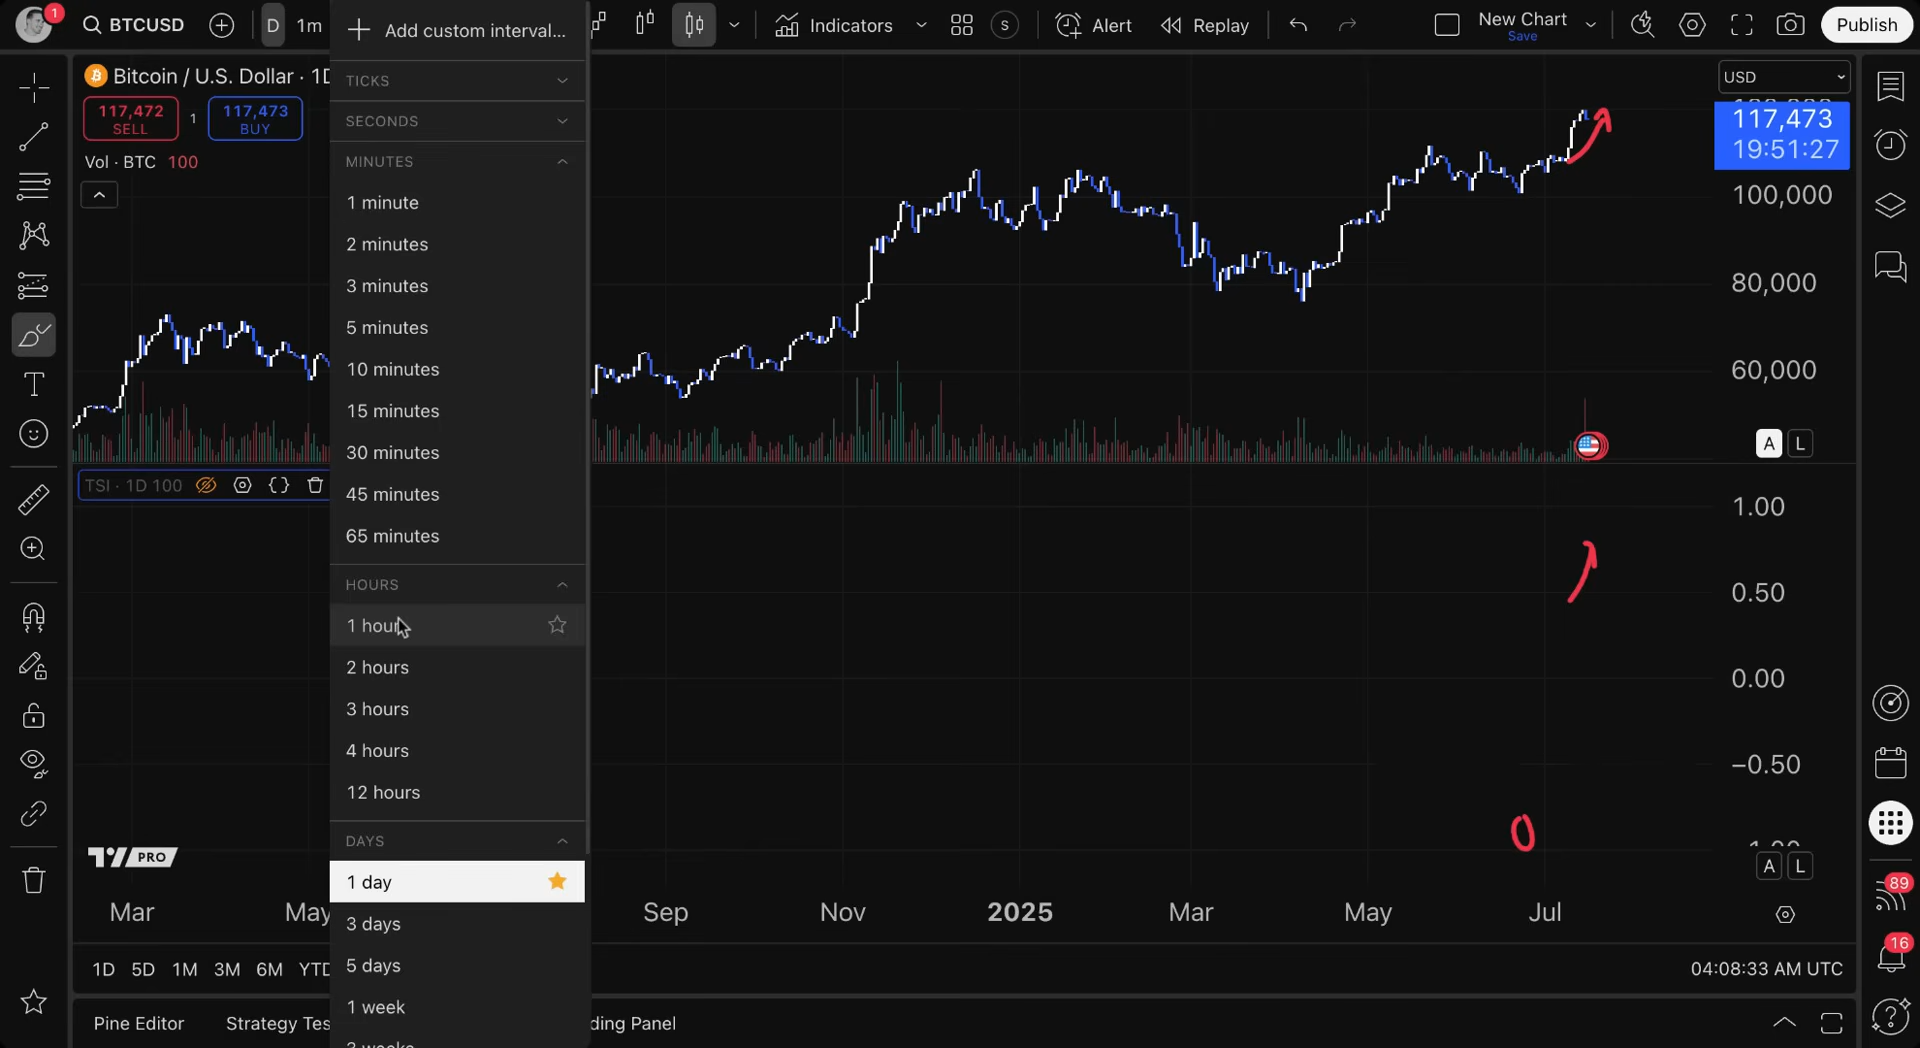 1
BTCUSD
D
1m
Add custom interval...
Indicators
S
Alert
Replay
New Chart
Save
Publish
Bitcoin / U.S. Dollar · 1D
117,472
SELL
1
117,473
BUY
Vol · BTC 100
TICKS
SECONDS
MINUTES
1 minute
2 minutes
3 minutes
5 minutes
10 minutes
15 minutes
30 minutes
45 minutes
65 minutes
HOURS
1 hour
2 hours
3 hours
4 hours
12 hours
DAYS
1 day
3 days
5 days
1 week
USD
117,473
19:51:27
100,000
80,000
60,000
A L
TSI · 1D 100
1.00
0.50
0.00
−0.50
A L
PRO
Mar
May
Sep
Nov
2025
Mar
May
Jul
1D 5D 1M 3M 6M YTD
04:08:33 AM UTC
89
16
Pine Editor
Strategy Tes
ding Panel